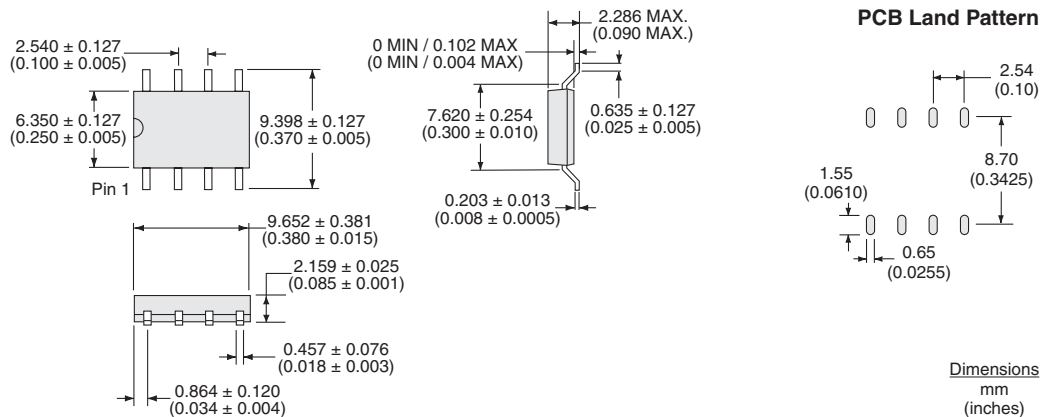 2.540 ± 0.127
(0.100 ± 0.005)
6.350 ± 0.127
(0.250 ± 0.005)
9.398 ± 0.127
(0.370 ± 0.005)
Pin 1
9.652 ± 0.381
(0.380 ± 0.015)
2.159 ± 0.025
(0.085 ± 0.001)
0.457 ± 0.076
(0.018 ± 0.003)
0.864 ± 0.120
(0.034 ± 0.004)
2.286 MAX.
(0.090 MAX.)
0 MIN / 0.102 MAX
(0 MIN / 0.004 MAX)
7.620 ± 0.254
(0.300 ± 0.010)
0.635 ± 0.127
(0.025 ± 0.005)
0.203 ± 0.013
(0.008 ± 0.0005)
PCB Land Pattern
2.54
(0.10)
8.70
(0.3425)
1.55
(0.0610)
0.65
(0.0255)
Dimensions
mm
(inches)